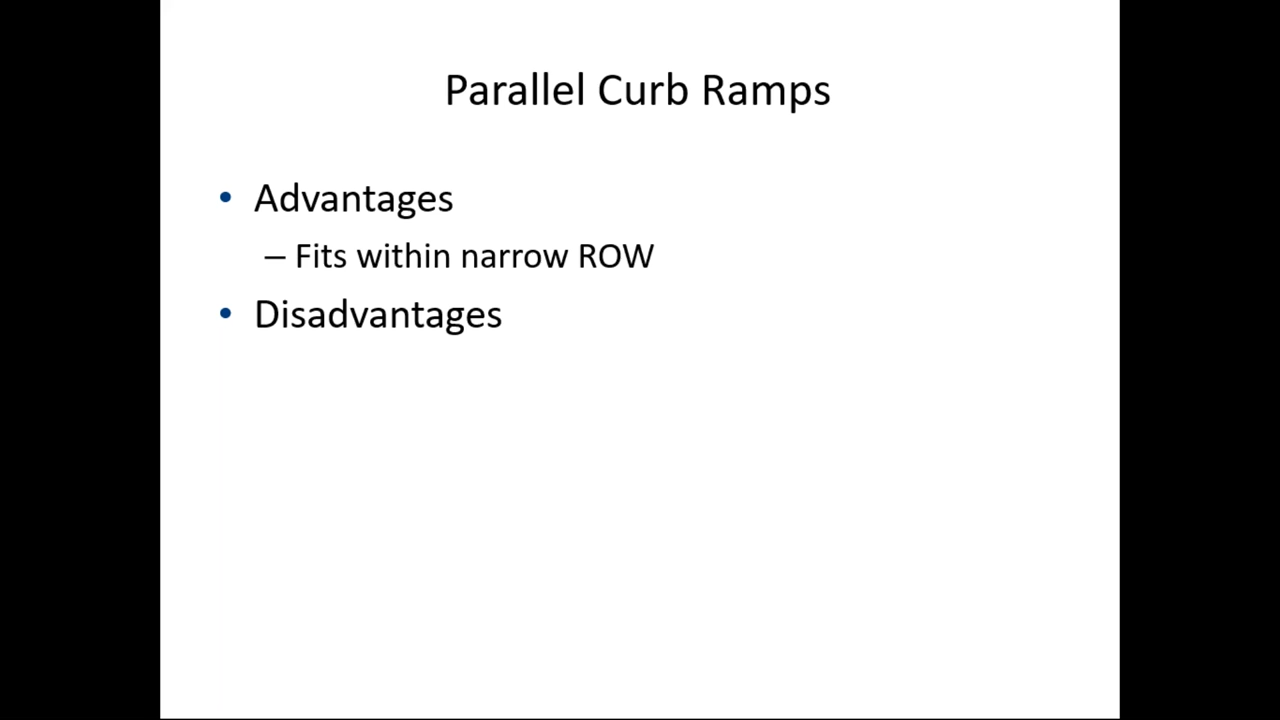 Parallel Curb Ramps
• Advantages
– Fits within narrow ROW
• Disadvantages